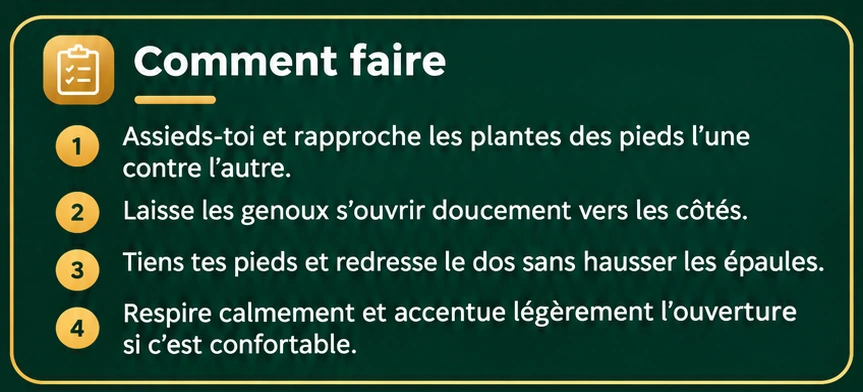 Comment faire
1 Assieds-toi et rapproche les plantes des pieds l’une
contre l’autre.
2 Laisse les genoux s’ouvrir doucement vers les côtés.
3 Tiens tes pieds et redresse le dos sans hausser les épaules.
4 Respire calmement et accentue légèrement l’ouverture
si c’est confortable.